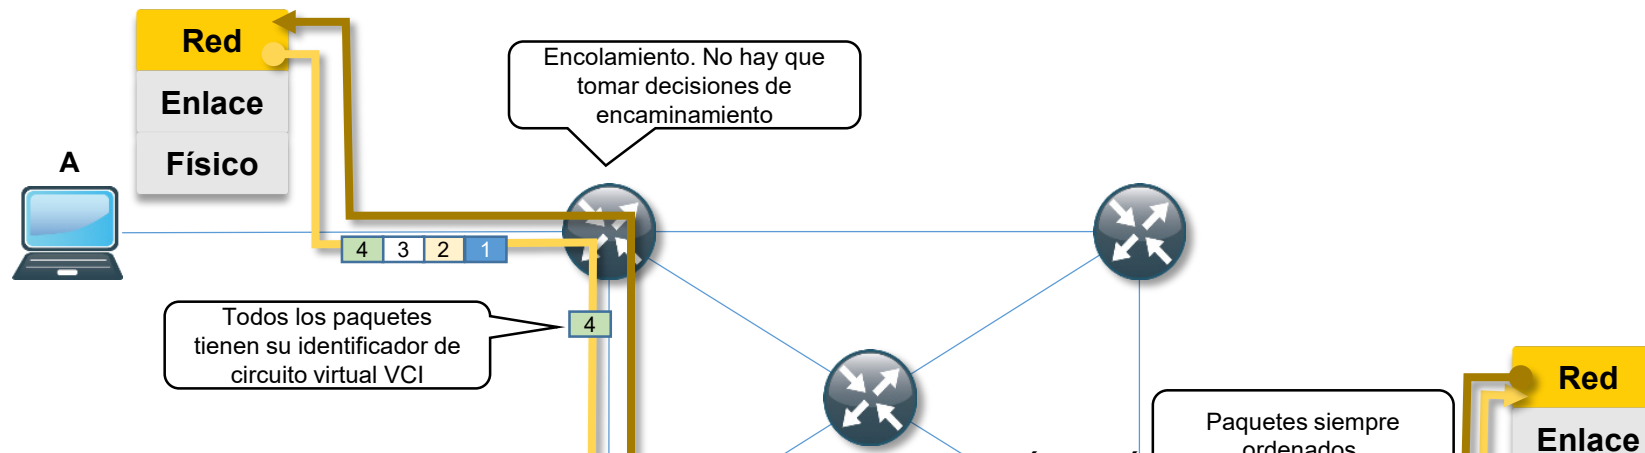 Red
Enlace
Físico
A
Encolamiento. No hay que
tomar decisiones de
encaminamiento
4 3 2 1
Todos los paquetes
tienen su identificador de
circuito virtual VCI
4
Paquetes siempre
ordenados
Red
Enlace